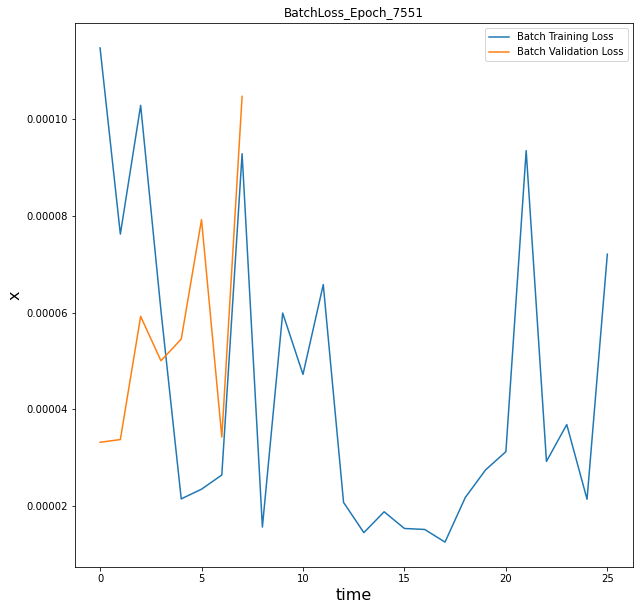 BatchLoss_Epoch_7551
Batch Training Loss
Batch Validation Loss
0.00010
0.00008
0.00006
0.00004
0.00002
x
0 5 10 15 20 25
time